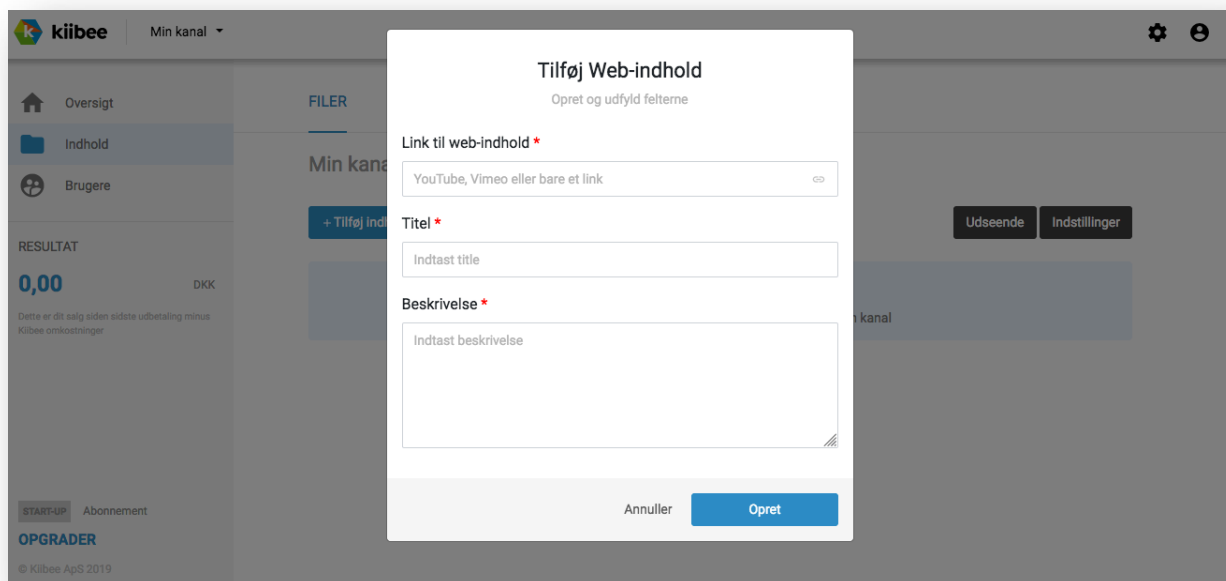 kiibee
Min kanal
Oversigt
Indhold
Brugere
RESULTAT
0,00 DKK
Dette er dit salg siden sidste udbetaling minus
Kiibee omkostninger
START-UP Abonnement
OPGRADER
© Kiibee ApS 2019
FILER
Min kana
+ Tilføj indh
Udseende
Indstillinger
kanal
Tilføj Web-indhold
Opret og udfyld felterne
Link til web-indhold *
YouTube, Vimeo eller bare et link
Titel *
Indtast title
Beskrivelse *
Indtast beskrivelse
Annuller
Opret